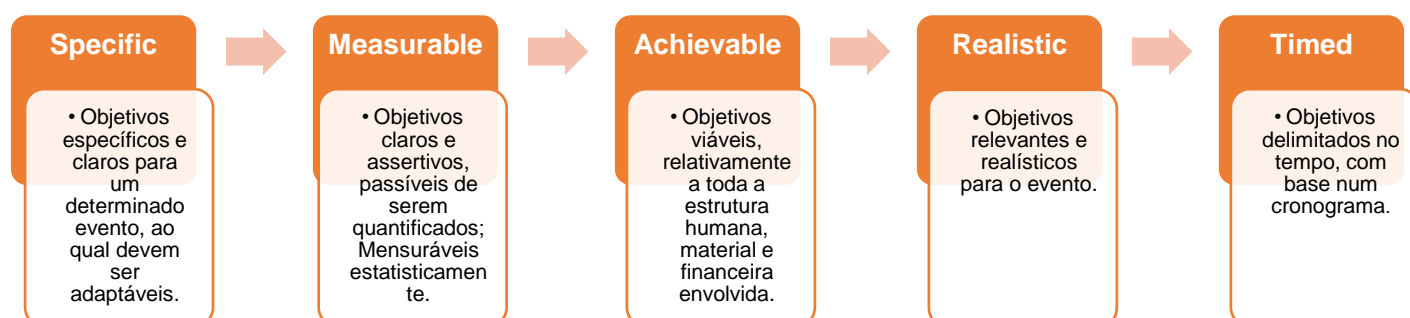 Specific
• Objetivos
específicos e
claros para
um
determinado
evento, ao
qual devem
ser
adaptáveis.
Measurable
• Objetivos
claros e
assertivos,
passíveis de
serem
quantificados;
Mensuráveis
estatisticamen
te.
Achievable
• Objetivos
viáveis,
relativamente
a toda a
estrutura
humana,
material e
financeira
envolvida.
Realistic
• Objetivos
relevantes e
realísticos
para o evento.
Timed
• Objetivos
delimitados no
tempo, com
base num
cronograma.